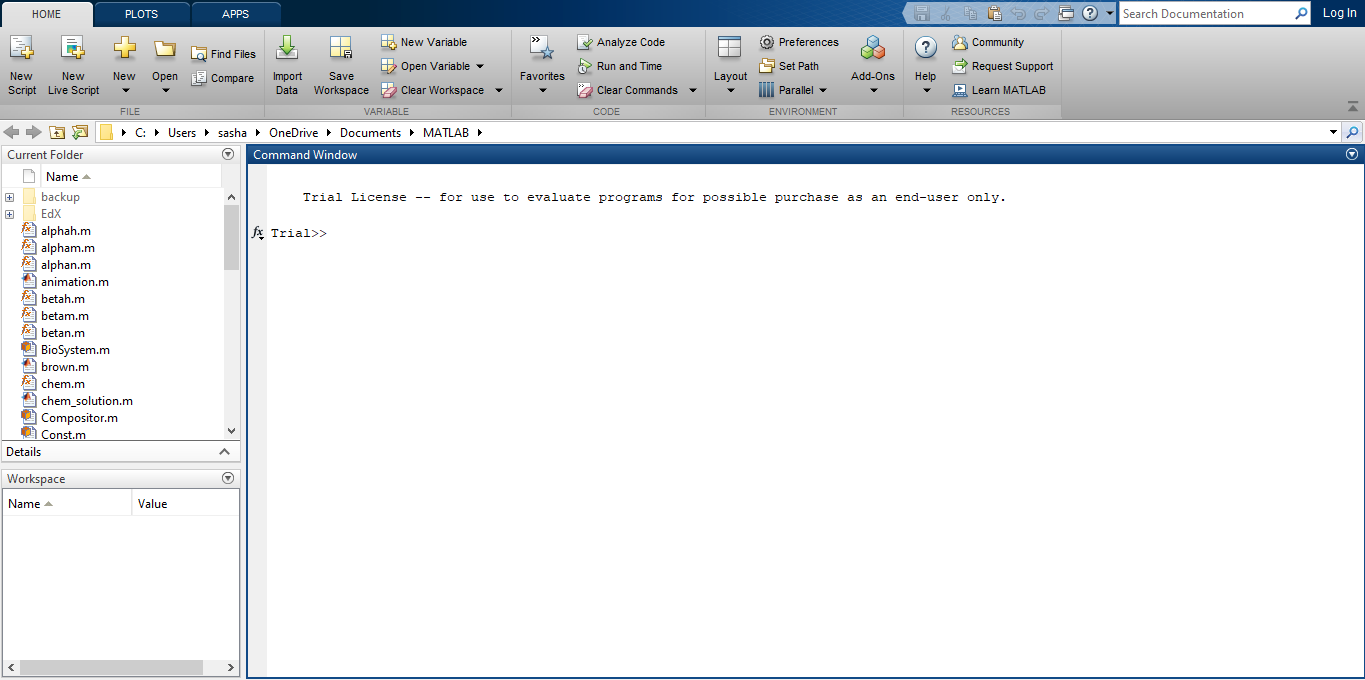 HOME PLOTS APPS
Search Documentation Log In
New Script
New Live Script
New
Open
Find Files
Compare
FILE
Import Data
Save Workspace
New Variable
Open Variable
Clear Workspace
VARIABLE
Favorites
Analyze Code
Run and Time
Clear Commands
CODE
Layout
Preferences
Set Path
Parallel
Add-Ons
ENVIRONMENT
Help
Community
Request Support
Learn MATLAB
RESOURCES
C: Users sasha OneDrive Documents MATLAB
Current Folder
Name
backup
EdX
alphah.m
alpham.m
alphan.m
animation.m
betah.m
betam.m
betan.m
BioSystem.m
brown.m
chem.m
chem_solution.m
Compositor.m
Const.m
Details
Workspace
Name Value
Command Window
Trial License -- for use to evaluate programs for possible purchase as an end-user only.
fx Trial>>